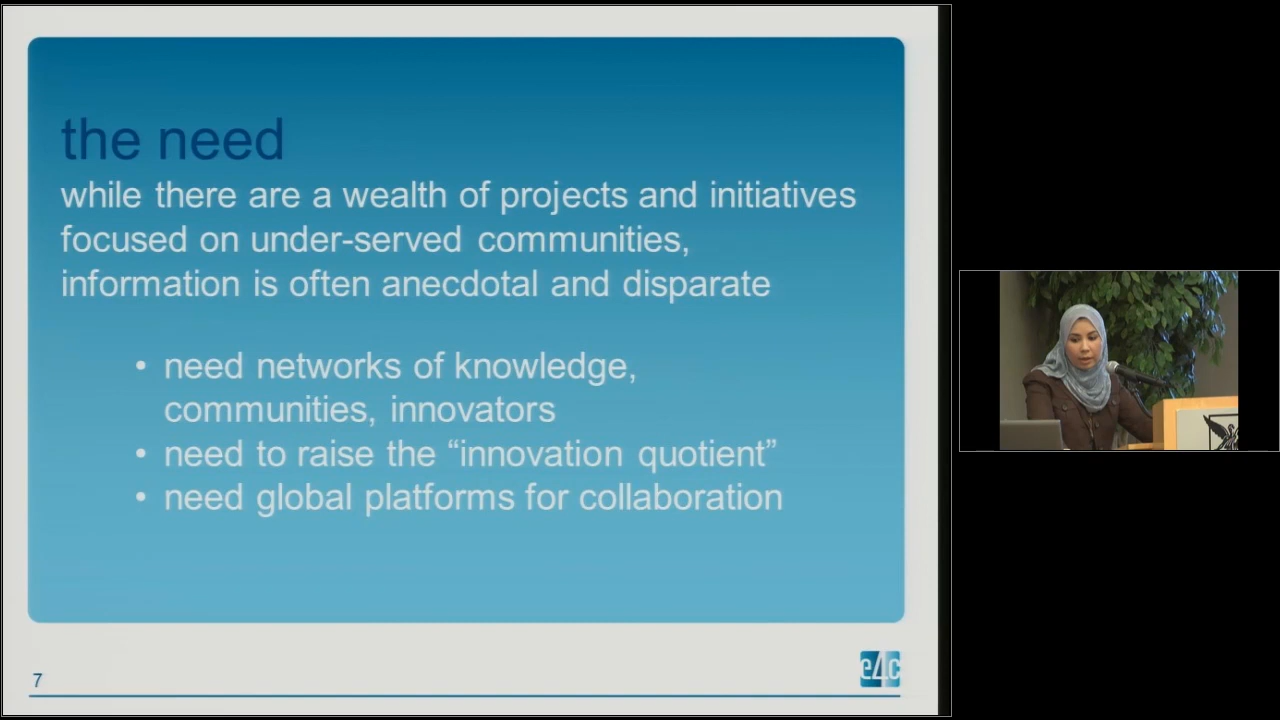 the need
while there are a wealth of projects and initiatives
focused on under-served communities,
information is often anecdotal and disparate
• need networks of knowledge,
communities, innovators
• need to raise the “innovation quotient”
• need global platforms for collaboration
7
e4c